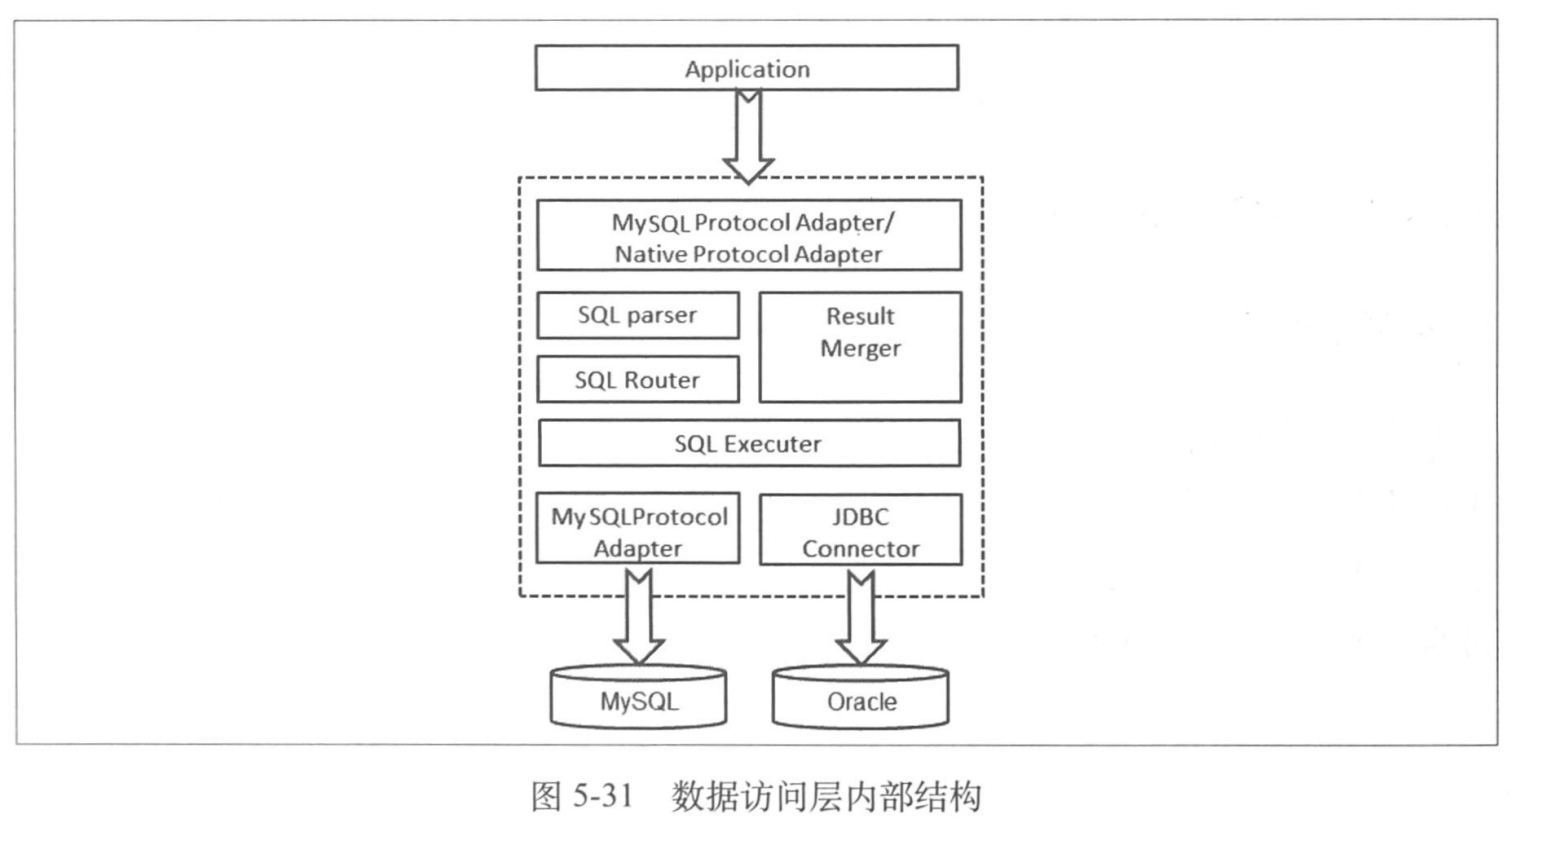 Application
MySQL Protocol Adapter/
Native Protocol Adapter
SQL parser
Result
Merger
SQL Router
SQL Executer
MySQLProtocol
Adapter
JDBC
Connector
MySQL
Oracle
图 5-31 数据访问层内部结构